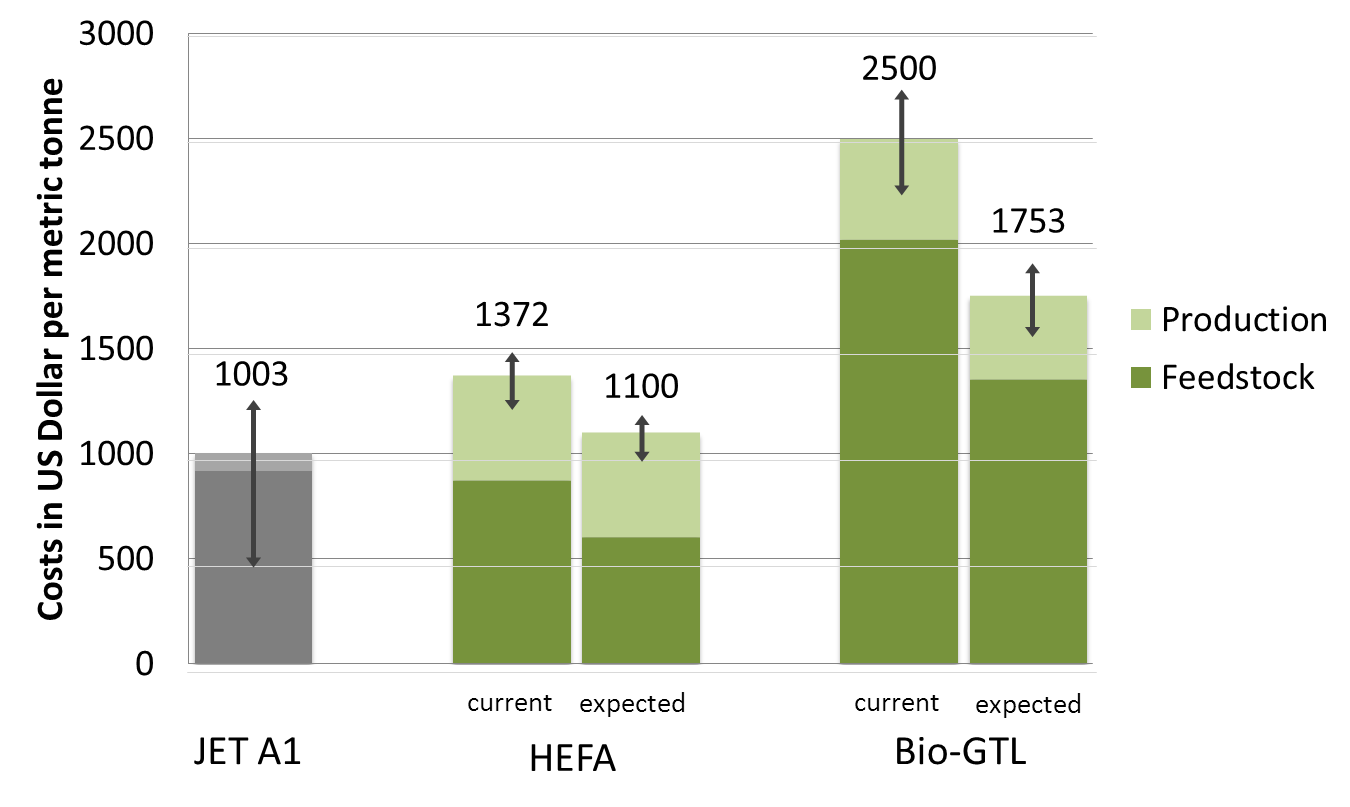 Costs in US Dollar per metric tonne
3000
2500
2000
1500
1000
500
0
1003
1372
1100
2500
1753
Production
Feedstock
current
expected
current
expected
JET A1
HEFA
Bio-GTL